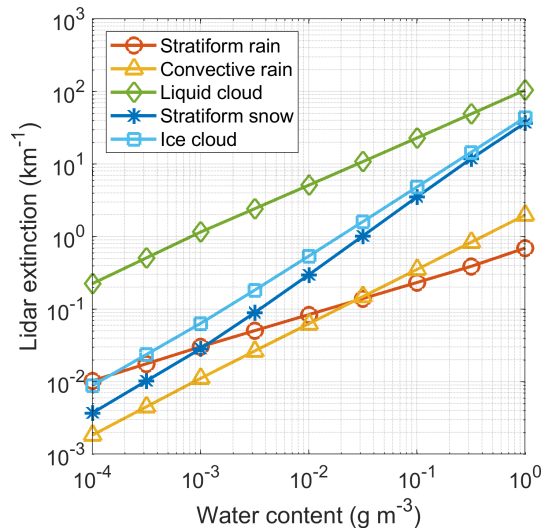 10³
10²
10¹
10⁰
10⁻¹
10⁻²
10⁻³
Lidar extinction (km⁻¹)
Stratiform rain
Convective rain
Liquid cloud
Stratiform snow
Ice cloud
10⁻⁴ 10⁻³ 10⁻² 10⁻¹ 10⁰
Water content (g m⁻³)